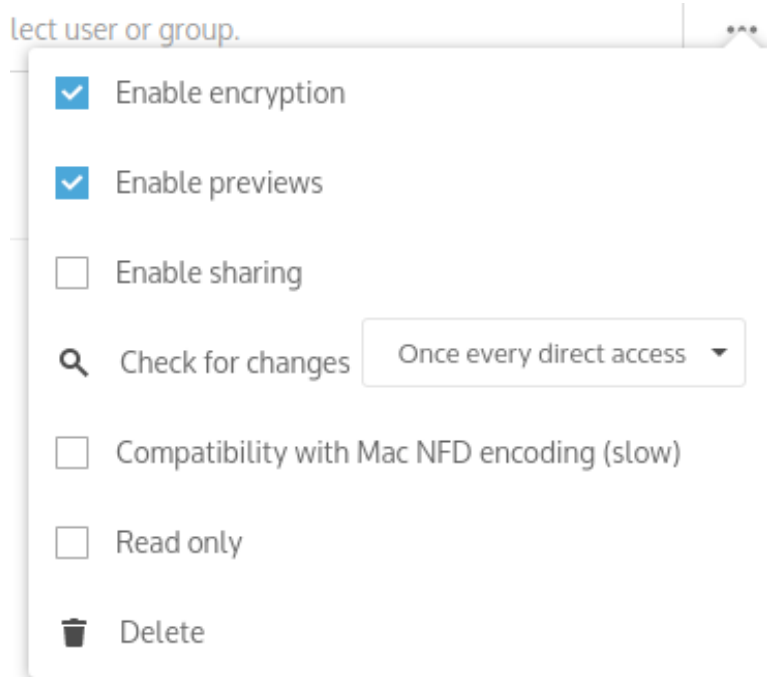 lect user or group.
Enable encryption
Enable previews
Enable sharing
Check for changes Once every direct access
Compatibility with Mac NFD encoding (slow)
Read only
Delete